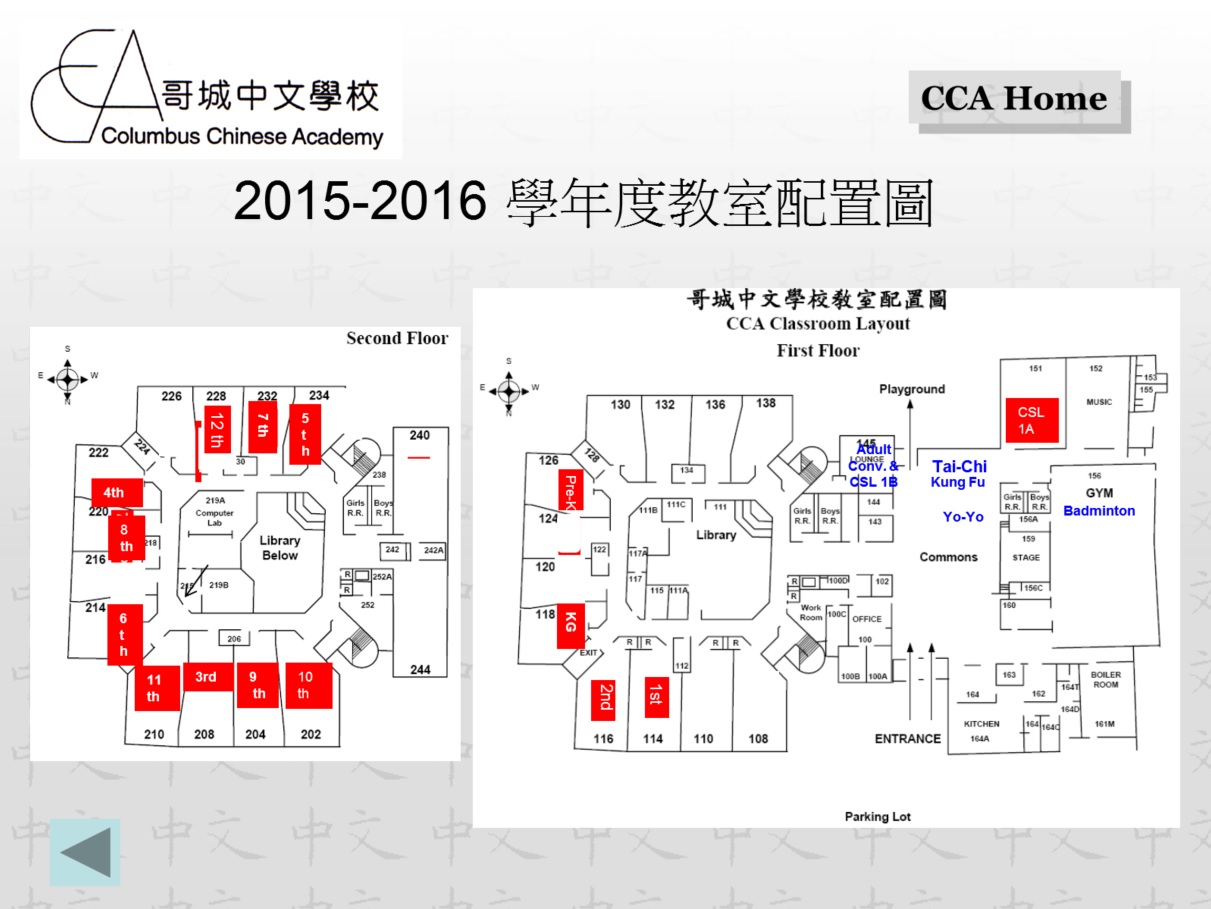 哥城中文學校
Columbus Chinese Academy
CCA Home
2015-2016 學年度教室配置圖
Second Floor
S
E
W
N
226
228
232
234
12 th
7 th
5 th
222
224
30
240
238
4th
220
219A
Computer
Lab
Girls
R.R.
Boys
R.R.
8
th
218
Library
Below
242
242A
216
219B
R
R
252A
252
214
6
th
206
11
th
3rd
9
th
10
th
244
210
208
204
202
哥城中文學校教室配置圖
CCA Classroom Layout
First Floor
S
E
W
N
Playground
130
132
136
138
151
152
153
155
MUSIC
CSL
1A
126
128
134
145
LOUNGE
Adult
Conv. &
CSL 1B
Tai-Chi
Kung Fu
Yo-Yo
156
GYM
Badminton
Pre-K
124
111B
111C
111
Library
Girls
R.R.
Boys
R.R.
144
143
Girls
R.R.
Boys
R.R.
156A
159
STAGE
122
117A
120
117
115
111A
Commons
156C
160
R
R
100D
102
Work
Room
100C
OFFICE
100
118
KG
EXIT
R
R
R
R
112
100B
100A
2nd
1st
116
114
110
108
ENTRANCE
163
164
162
164T
164D
KITCHEN
164A
164
164C
BOILER
ROOM
161M
Parking Lot